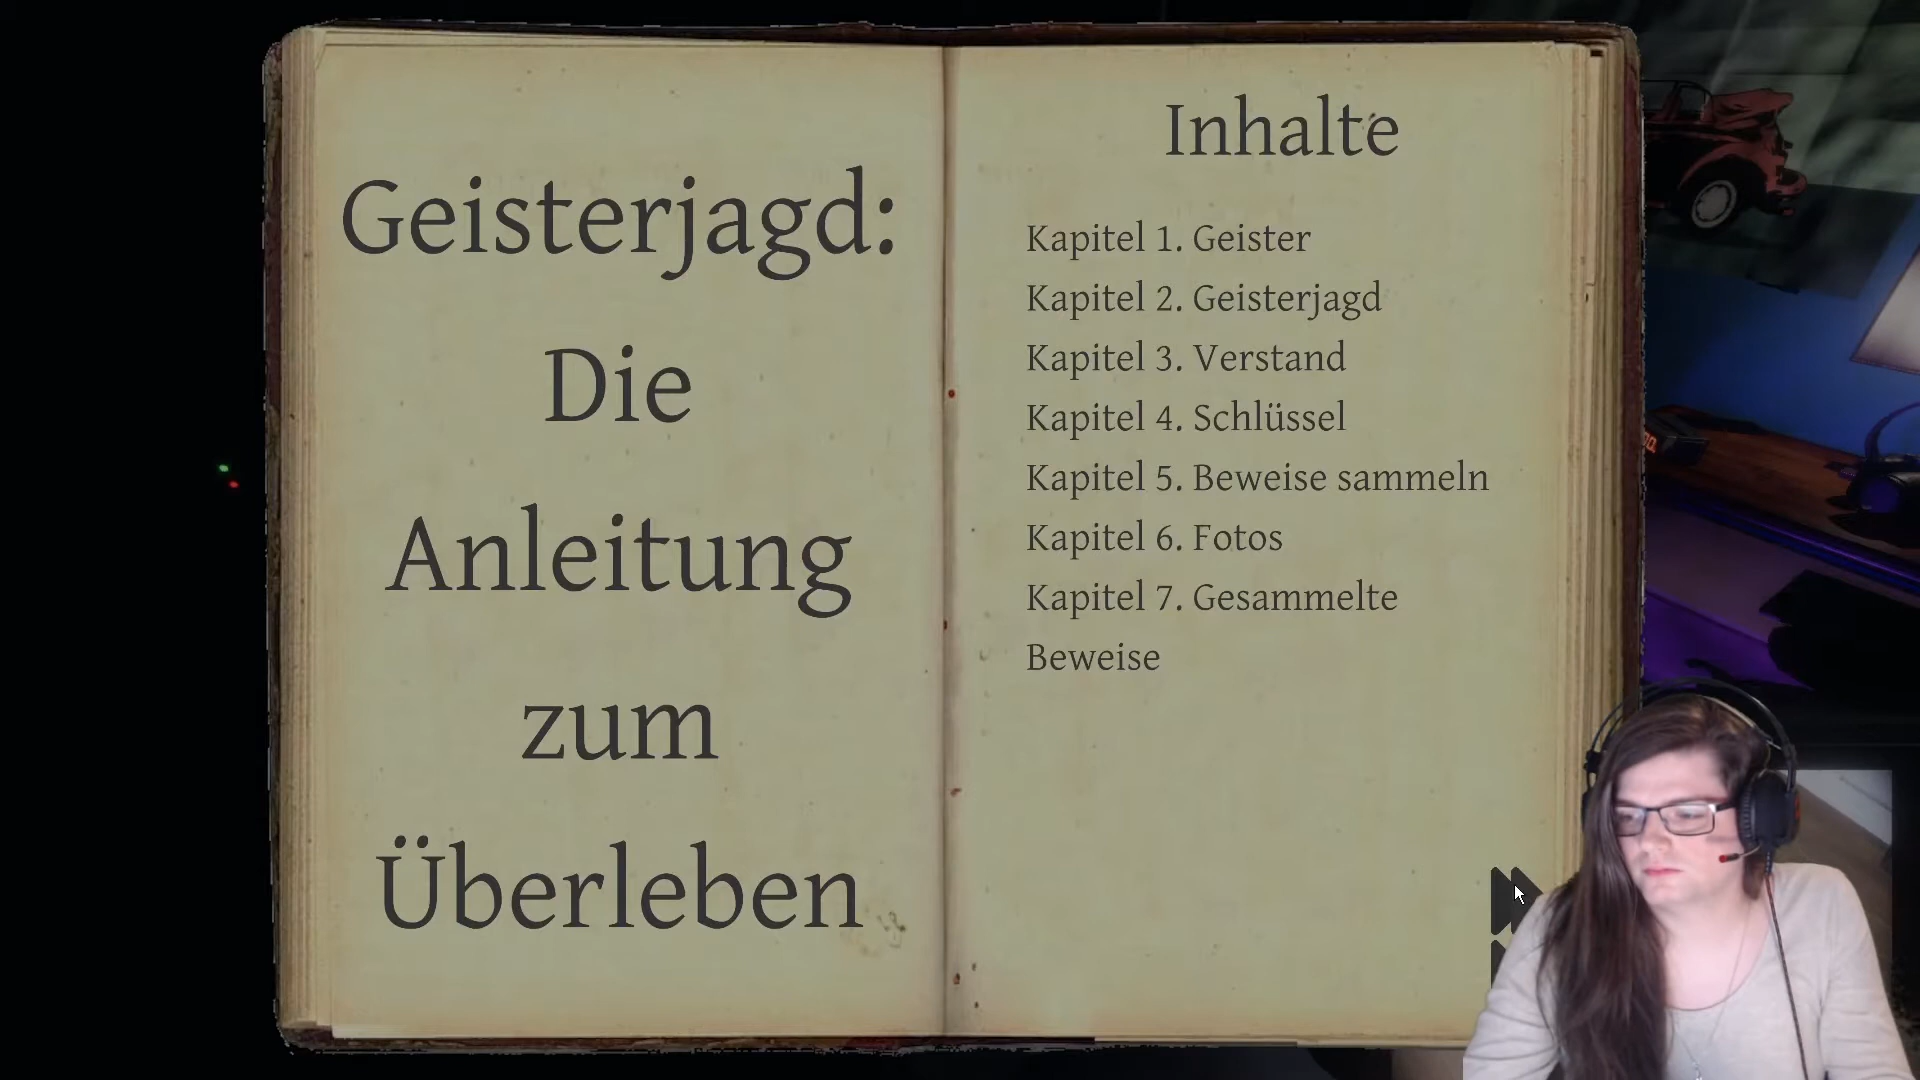 Geisterjagd:
Die
Anleitung
zum
Überleben
Inhalte
Kapitel 1. Geister
Kapitel 2. Geisterjagd
Kapitel 3. Verstand
Kapitel 4. Schlüssel
Kapitel 5. Beweise sammeln
Kapitel 6. Fotos
Kapitel 7. Gesammelte
Beweise